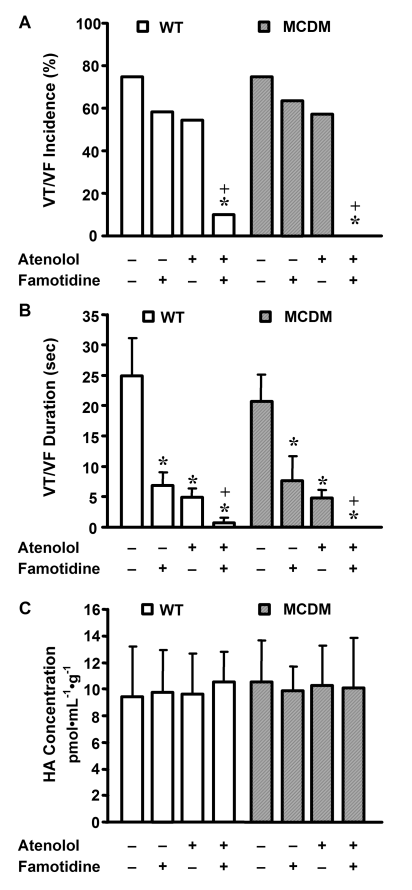 A
WT
MCDM
VT/VF Incidence (%)
100
80
60
40
20
0
+
*
+
*
Atenolol – – + + – – + +
Famotidine – + – + – + – +
B
WT
MCDM
VT/VF Duration (sec)
35
30
25
20
15
10
5
0
*
*
+
*
*
*
+
*
Atenolol – – + + – – + +
Famotidine – + – + – + – +
C
WT
MCDM
HA Concentration
pmol•mL⁻¹•g⁻¹
16
14
12
10
8
6
4
2
0
Atenolol – – + + – – + +
Famotidine – + – + – + – +